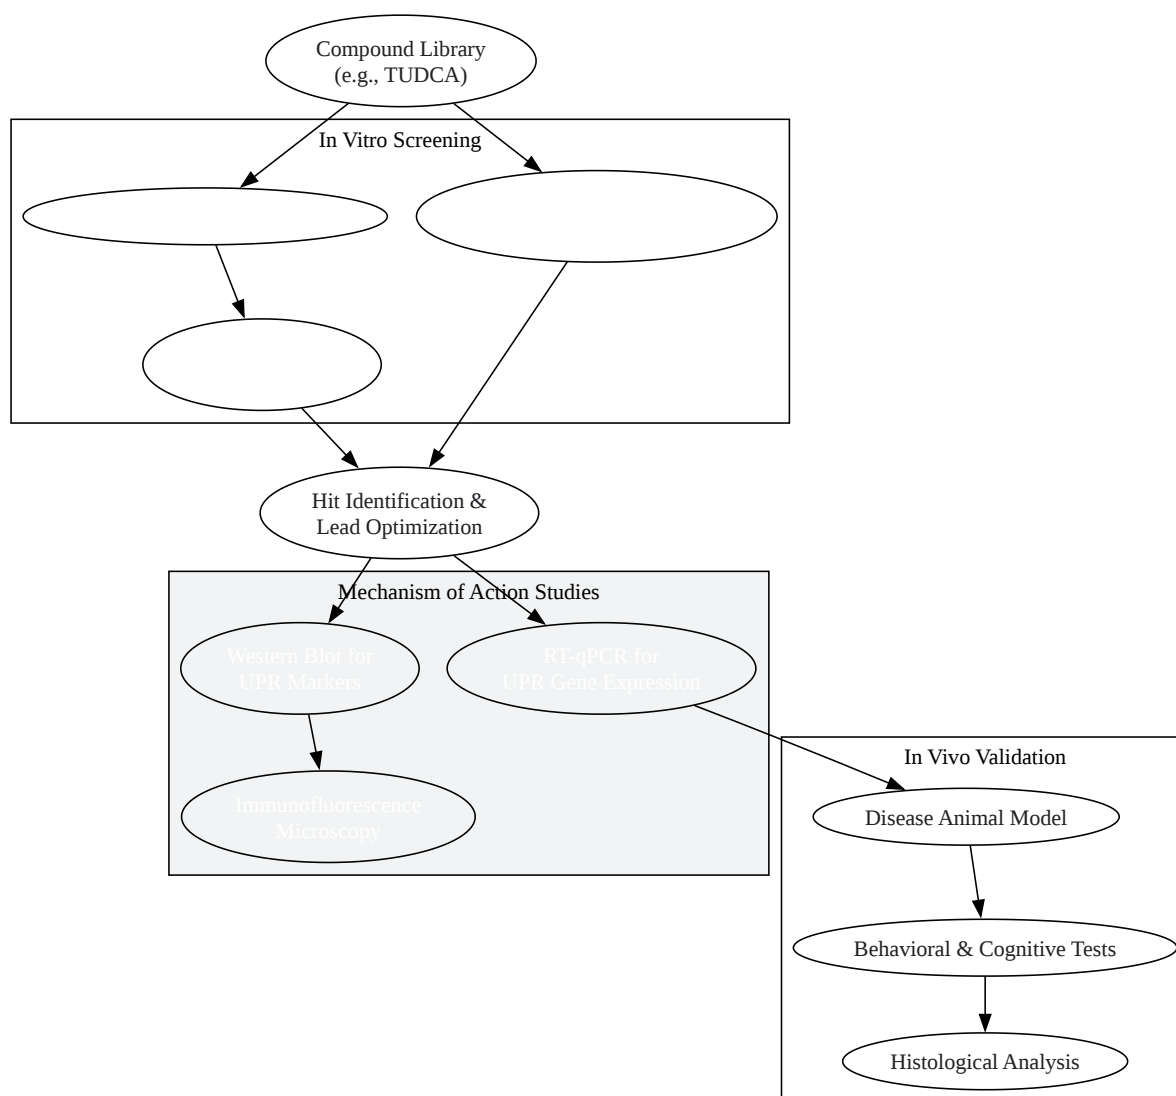 Compound Library
(e.g., TUDCA)
In Vitro Screening
Hit Identification &
Lead Optimization
Mechanism of Action Studies
Western Blot for
UPR Markers
RT-qPCR for
UPR Gene Expression
Immunofluorescence
Microscopy
In Vivo Validation
Disease Animal Model
Behavioral & Cognitive Tests
Histological Analysis